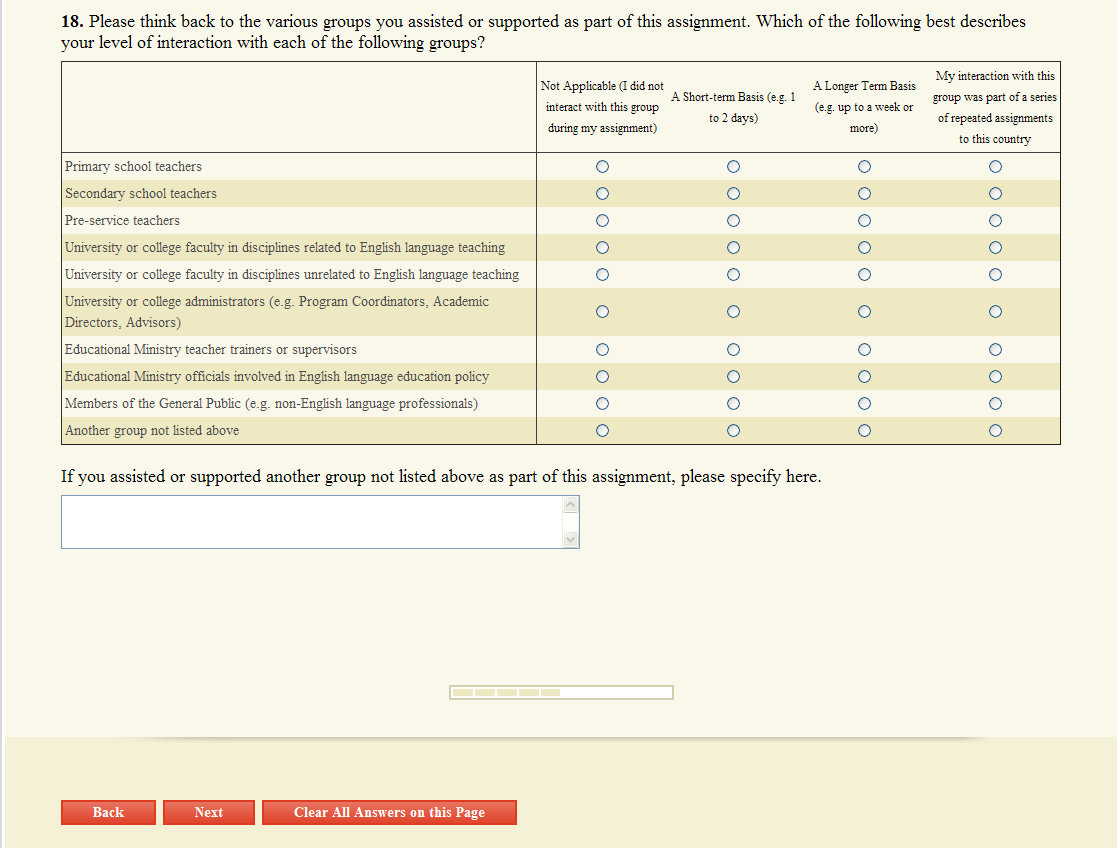 18. Please think back to the various groups you assisted or supported as part of this assignment. Which of the following best describes
your level of interaction with each of the following groups?
Not Applicable (I did not
interact with this group
during my assignment)
A Short-term Basis (e.g. 1
to 2 days)
A Longer Term Basis
(e.g. up to a week or
more)
My interaction with this
group was part of a series
of repeated assignments
to this country
Primary school teachers
Secondary school teachers
Pre-service teachers
University or college faculty in disciplines related to English language teaching
University or college faculty in disciplines unrelated to English language teaching
University or college administrators (e.g. Program Coordinators, Academic
Directors, Advisors)
Educational Ministry teacher trainers or supervisors
Educational Ministry officials involved in English language education policy
Members of the General Public (e.g. non-English language professionals)
Another group not listed above
If you assisted or supported another group not listed above as part of this assignment, please specify here.
Back
Next
Clear All Answers on this Page